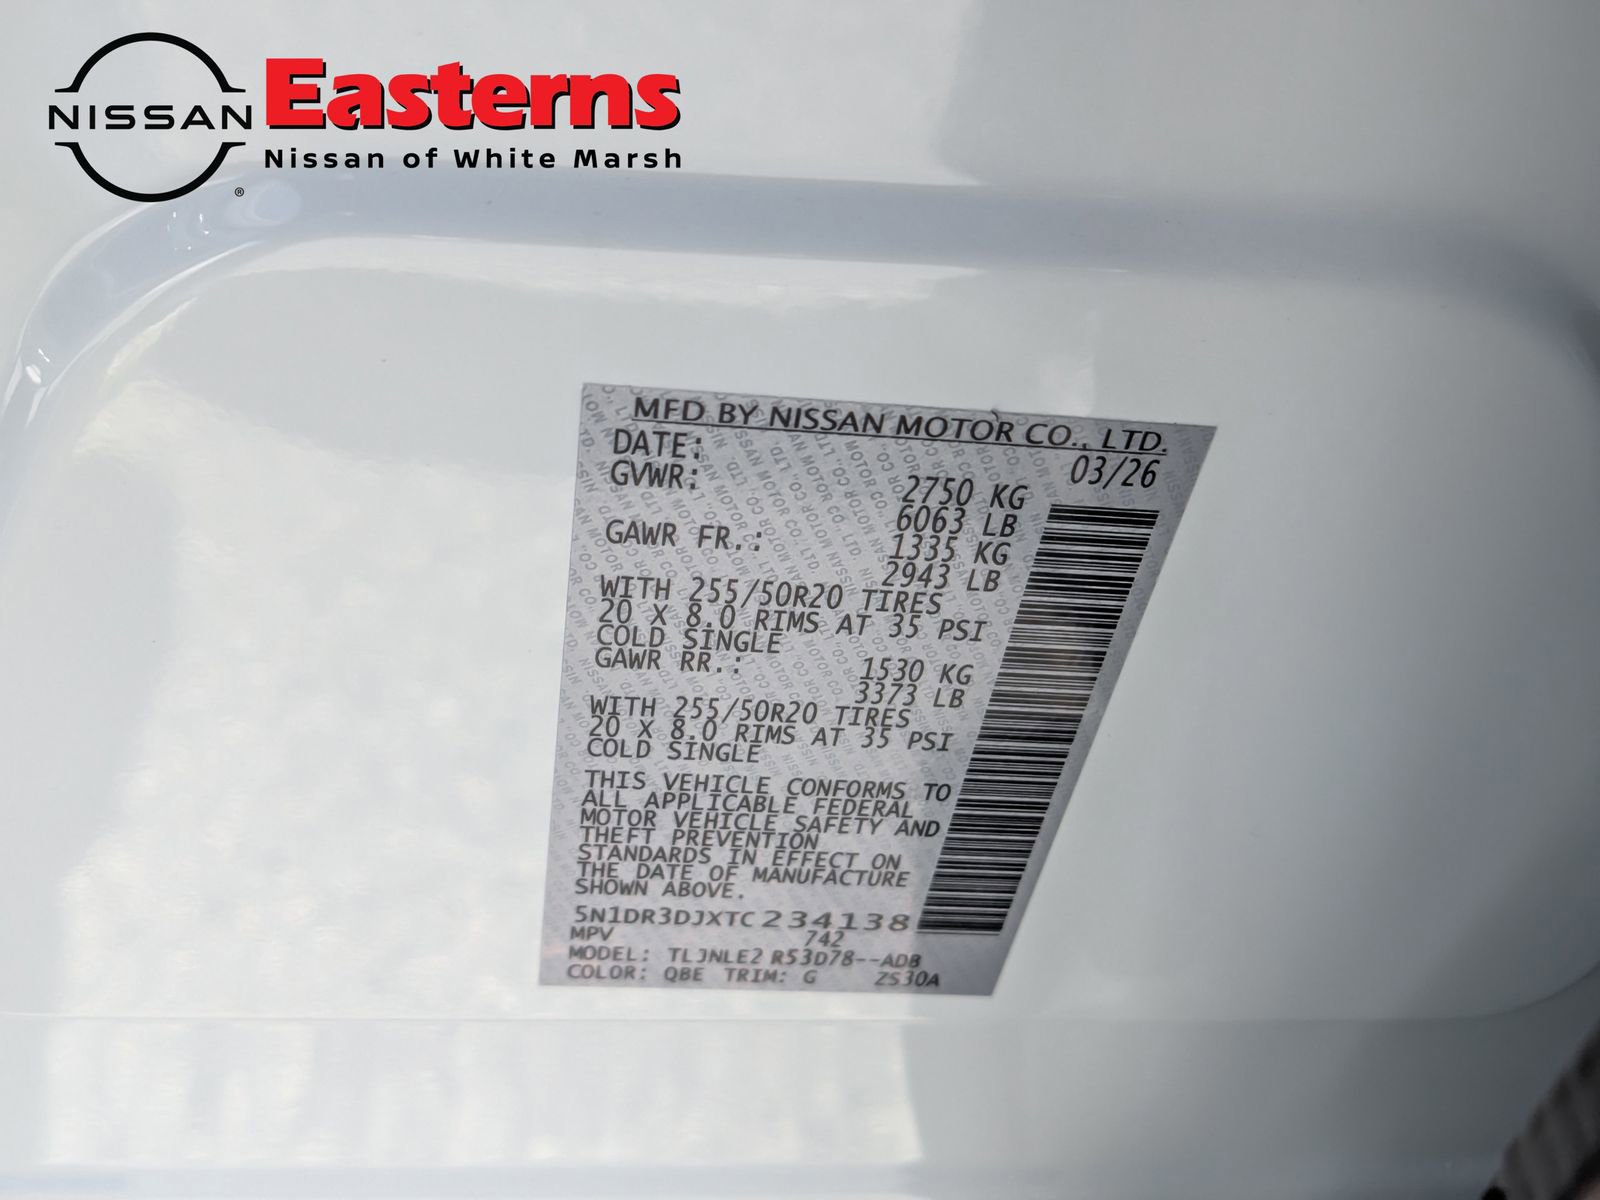 NISSAN
Easterns
Nissan of White Marsh
®
MFD BY NISSAN MOTOR CO., LTD.
DATE: 03/26
GVWR: 2750 KG
6063 LB
GAWR FR.: 1335 KG
2943 LB
WITH 255/50R20 TIRES
20 X 8.0 RIMS AT 35 PSI
COLD SINGLE
GAWR RR.: 1530 KG
3373 LB
WITH 255/50R20 TIRES
20 X 8.0 RIMS AT 35 PSI
COLD SINGLE
THIS VEHICLE CONFORMS TO
ALL APPLICABLE FEDERAL
MOTOR VEHICLE SAFETY AND
THEFT PREVENTION
STANDARDS IN EFFECT ON
THE DATE OF MANUFACTURE
SHOWN ABOVE.
5N1DR3DJXTC234138
MPV 742
MODEL: TLJNLE2 R53D78--ADB
COLOR: QBE TRIM: G ZS30A